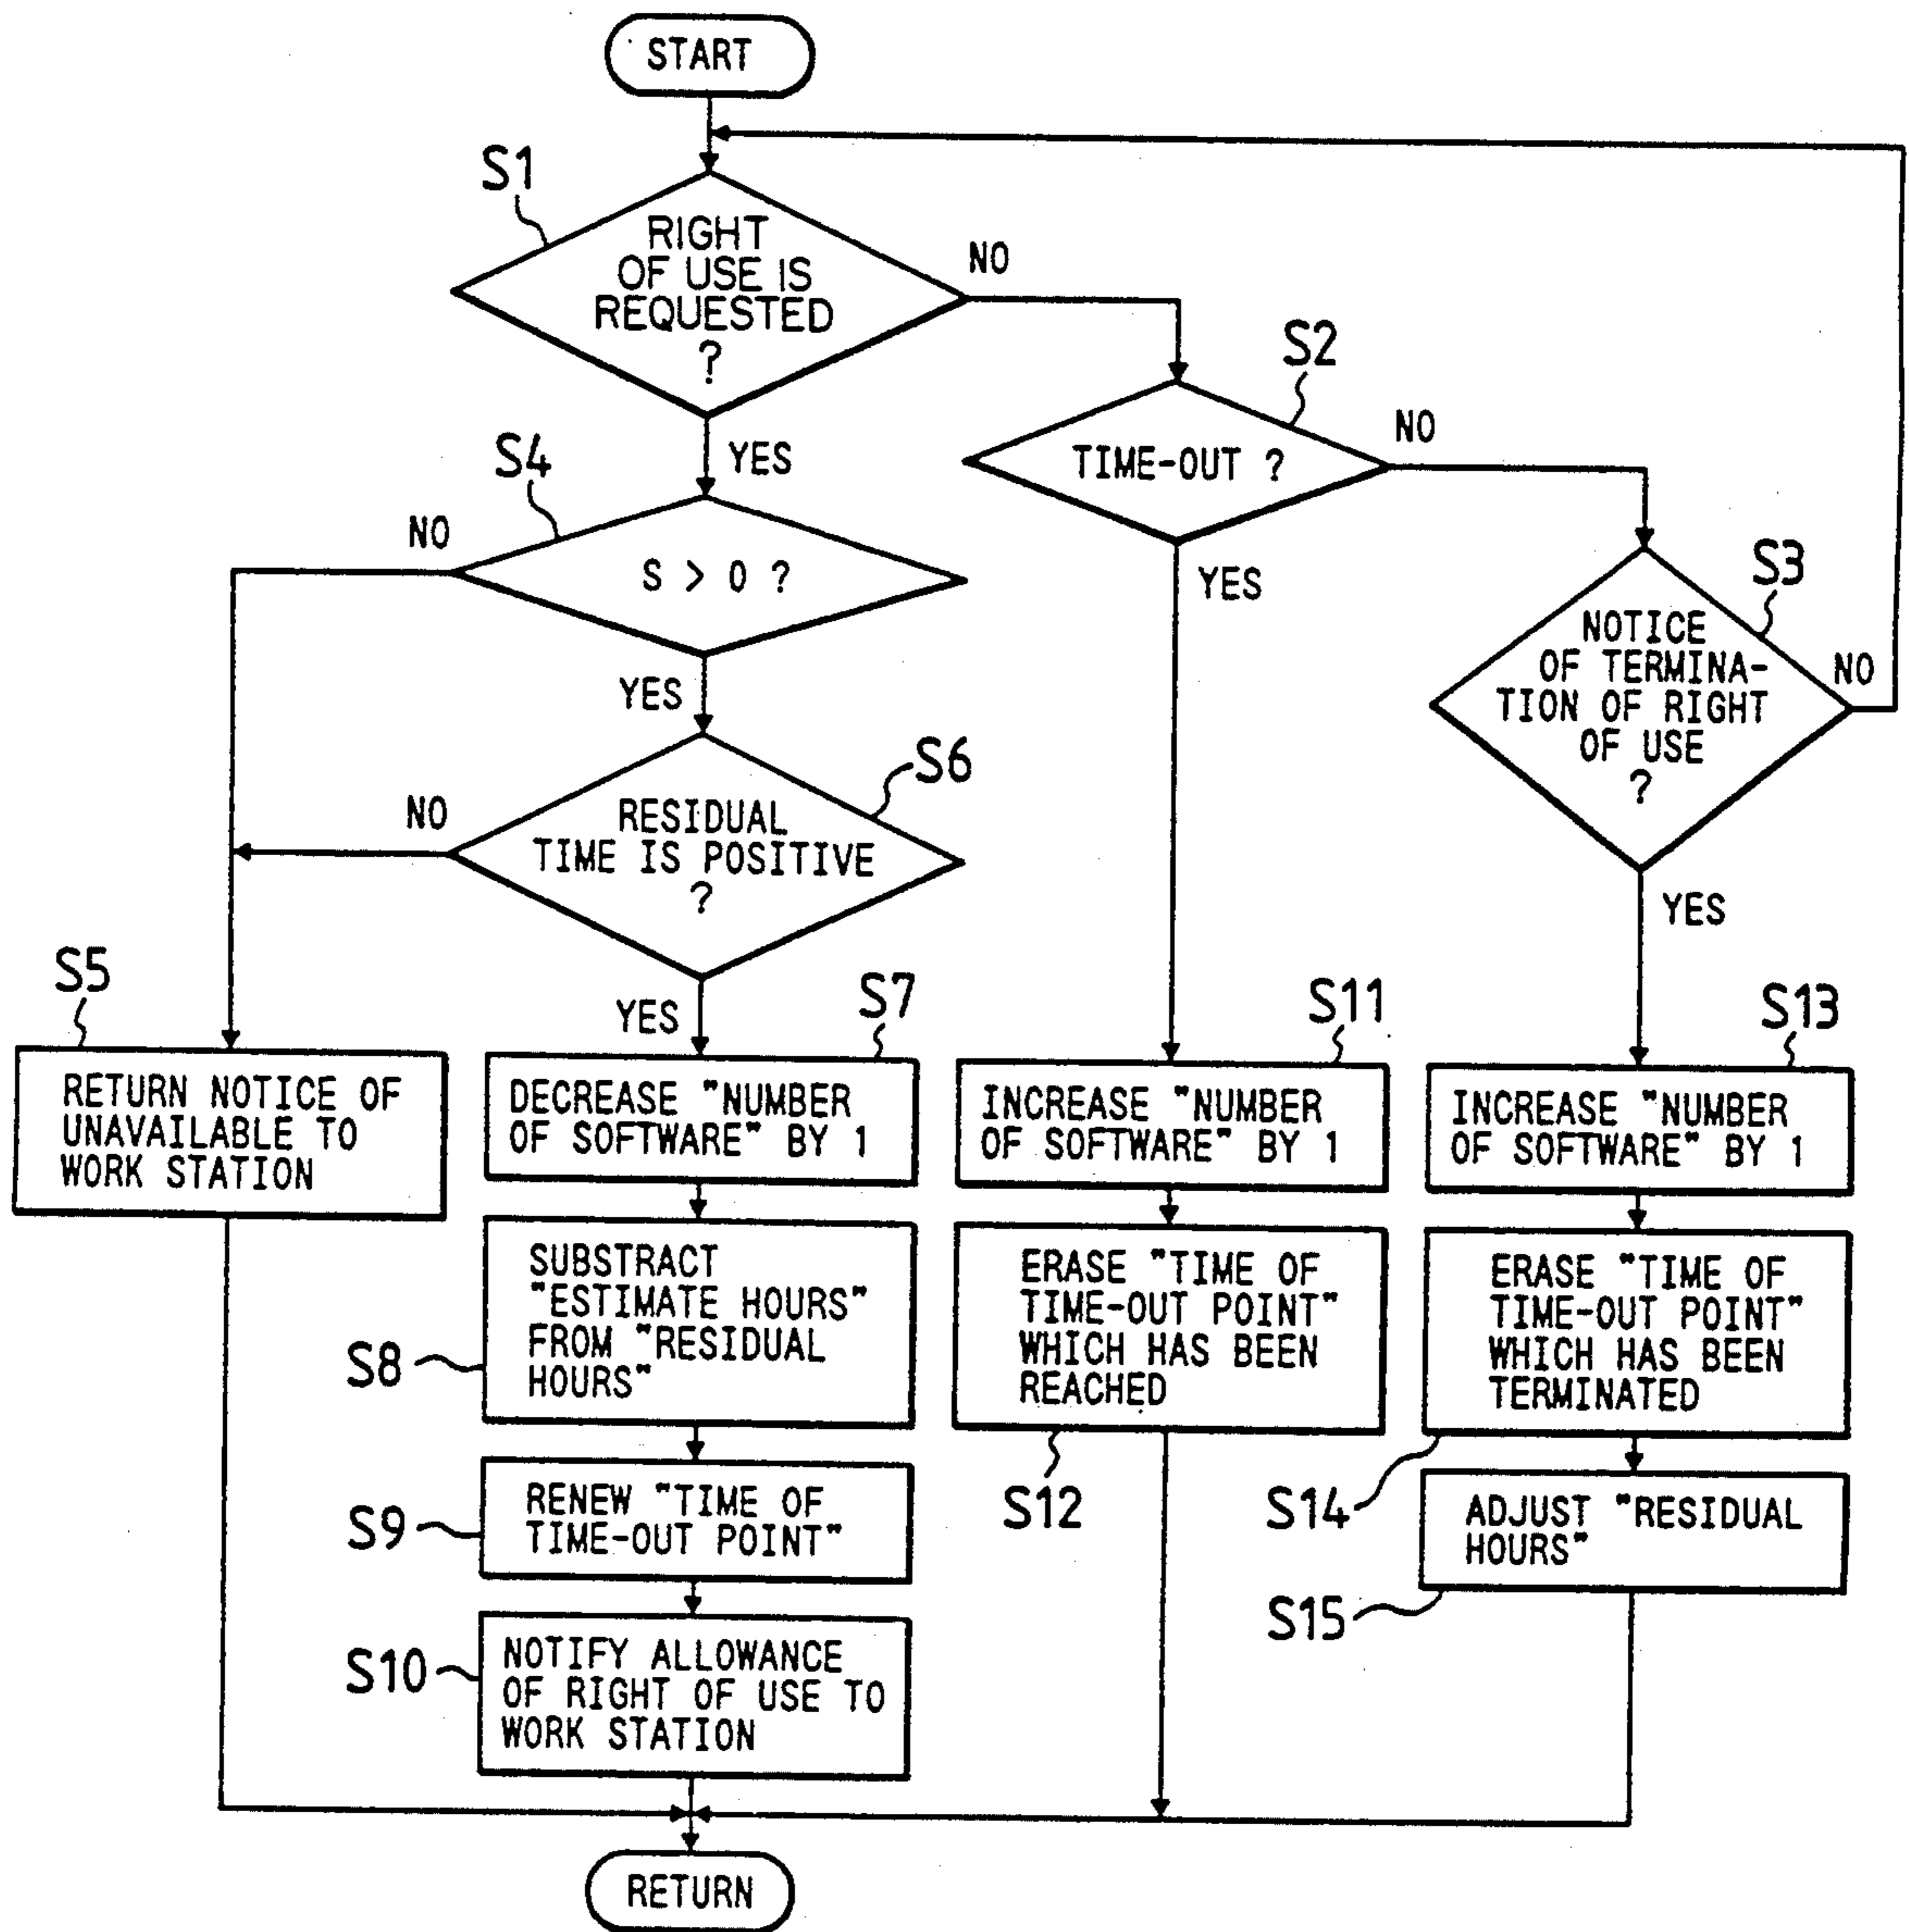 START
S1
RIGHT
OF USE IS
REQUESTED
?
NO
YES
S2
TIME-OUT ?
NO
YES
S3
NOTICE
OF TERMINA-
TION OF RIGHT
OF USE
?
NO
YES
S4
S > 0 ?
NO
YES
S6
RESIDUAL
TIME IS POSITIVE
?
NO
YES
S5
RETURN NOTICE OF
UNAVAILABLE TO
WORK STATION
S7
DECREASE "NUMBER
OF SOFTWARE" BY 1
S8
SUBSTRACT
"ESTIMATE HOURS"
FROM "RESIDUAL
HOURS"
S9
RENEW "TIME OF
TIME-OUT POINT"
S10
NOTIFY ALLOWANCE
OF RIGHT OF USE TO
WORK STATION
S11
INCREASE "NUMBER
OF SOFTWARE" BY 1
S12
ERASE "TIME OF
TIME-OUT POINT"
WHICH HAS BEEN
REACHED
S13
INCREASE "NUMBER
OF SOFTWARE" BY 1
S14
ERASE "TIME OF
TIME-OUT POINT"
WHICH HAS BEEN
TERMINATED
S15
ADJUST "RESIDUAL
HOURS"
RETURN